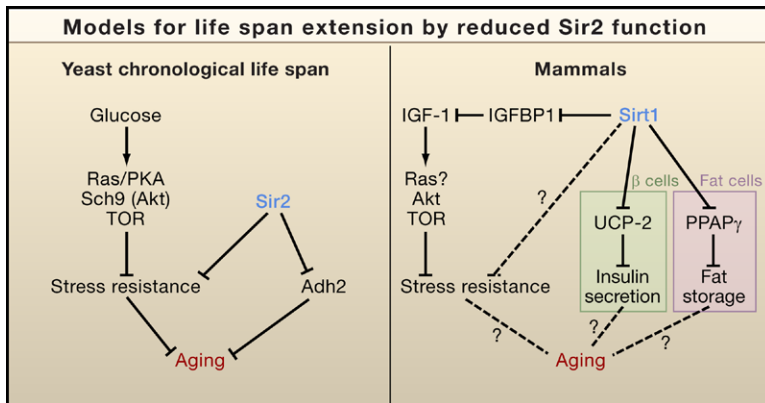 Models for life span extension by reduced Sir2 function
Yeast chronological life span
Glucose
Ras/PKA
Sch9 (Akt)
TOR
Sir2
Stress resistance
Adh2
Aging
Mammals
IGF-1
IGFBP1
Sirt1
Ras?
Akt
TOR
?
β cells
Fat cells
UCP-2
PPAPγ
Stress resistance
Insulin
secretion
Fat
storage
?
?
?
Aging